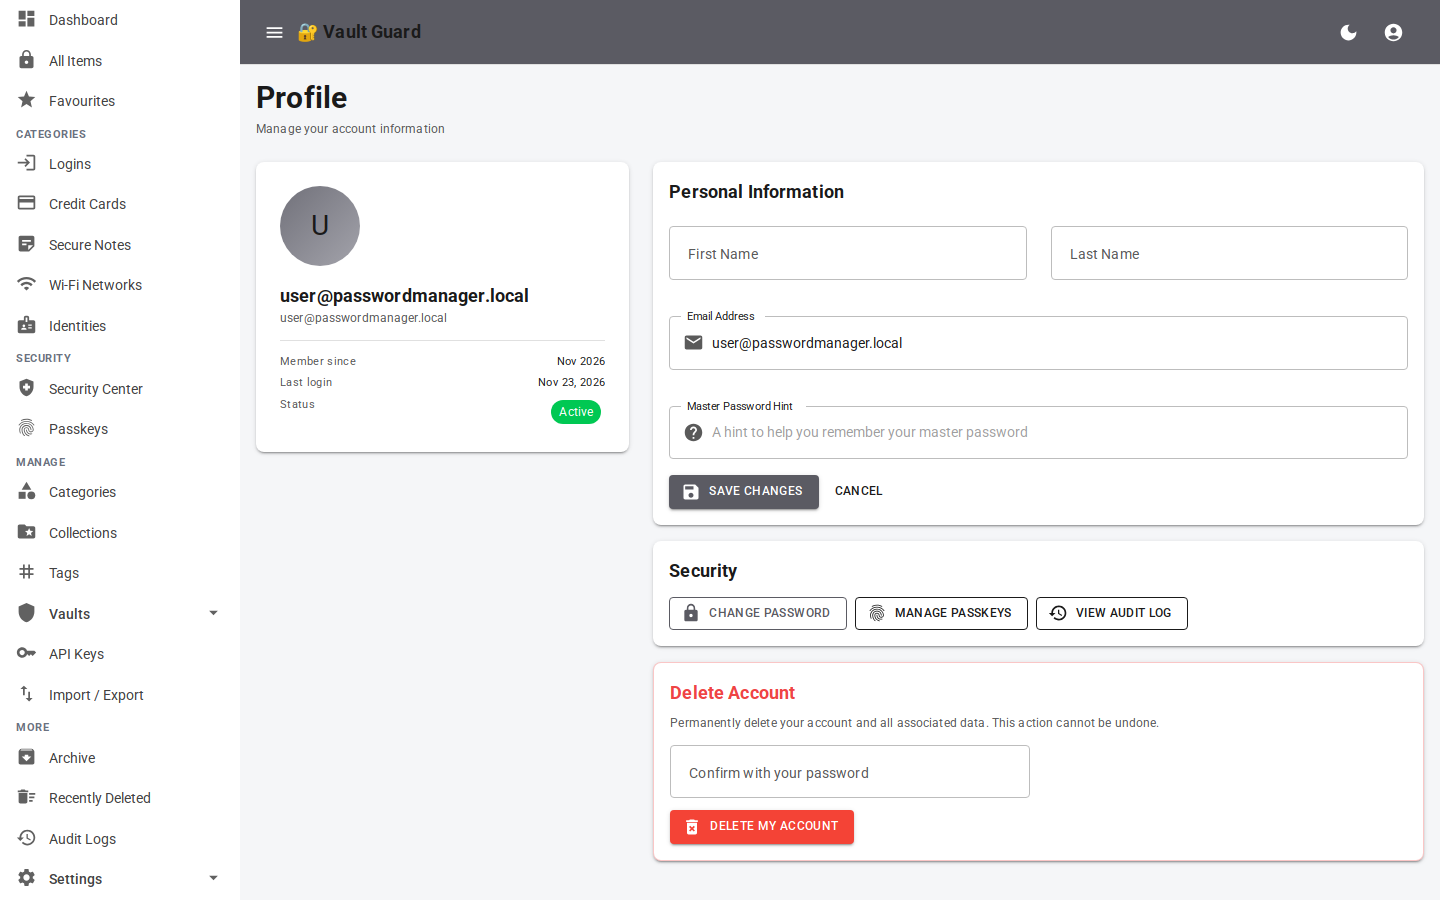 Dashboard
All Items
Favourites
CATEGORIES
Logins
Credit Cards
Secure Notes
Wi-Fi Networks
Identities
SECURITY
Security Center
Passkeys
MANAGE
Categories
Collections
Tags
Vaults
API Keys
Import / Export
MORE
Archive
Recently Deleted
Audit Logs
Settings
Vault Guard
Profile
Manage your account information
U
user@passwordmanager.local
user@passwordmanager.local
Member since Nov 2026
Last login Nov 23, 2026
Status Active
Personal Information
First Name Last Name
Email Address
user@passwordmanager.local
Master Password Hint
A hint to help you remember your master password
SAVE CHANGES CANCEL
Security
CHANGE PASSWORD MANAGE PASSKEYS VIEW AUDIT LOG
Delete Account
Permanently delete your account and all associated data. This action cannot be undone.
Confirm with your password
DELETE MY ACCOUNT